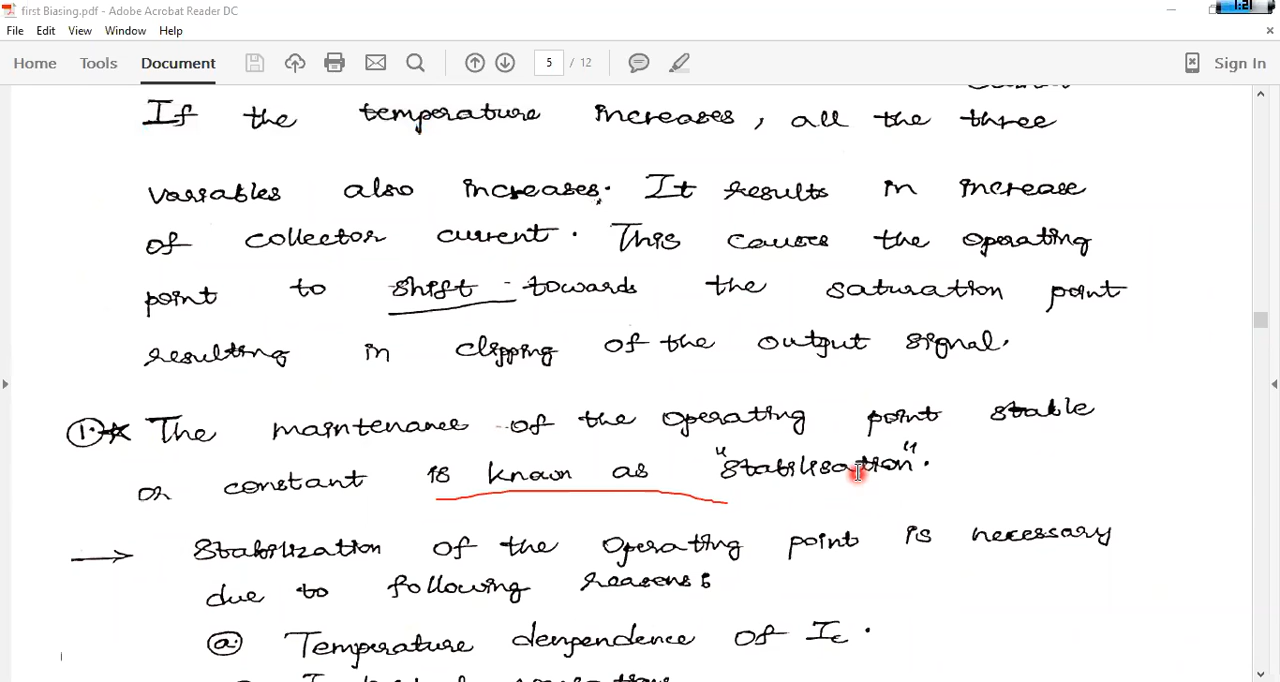 first Biasing.pdf - Adobe Acrobat Reader DC
1:21
File Edit View Window Help
Home Tools Document 5 / 12 Sign In
If the temperature increases, all the three
variables also increases. It results in increase
of collector current. This causes the operating
point to shift - towards the saturation point
resulting in clipping of the output signal.
1.* The maintenance of the operating point stable
or constant is known as "Stabilisation".
→ Stabilization of the operating point is necessary
due to following reasons:
(a) Temperature denpendence of Ic.